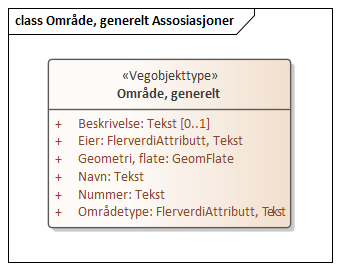 class Område, generelt Assosiasjoner
«Vegobjekttype»
Område, generelt
+ Beskrivelse: Tekst [0..1]
+ Eier: FlerverdiAttributt, Tekst
+ Geometri, flate: GeomFlate
+ Navn: Tekst
+ Nummer: Tekst
+ Områdetype: FlerverdiAttributt, Tekst